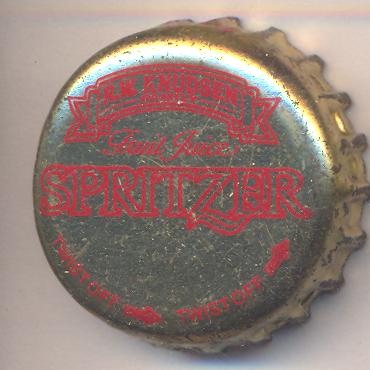 R.W. KNUDSEN
Fruit Juice
SPRITZER
TWIST OFF TWIST OFF